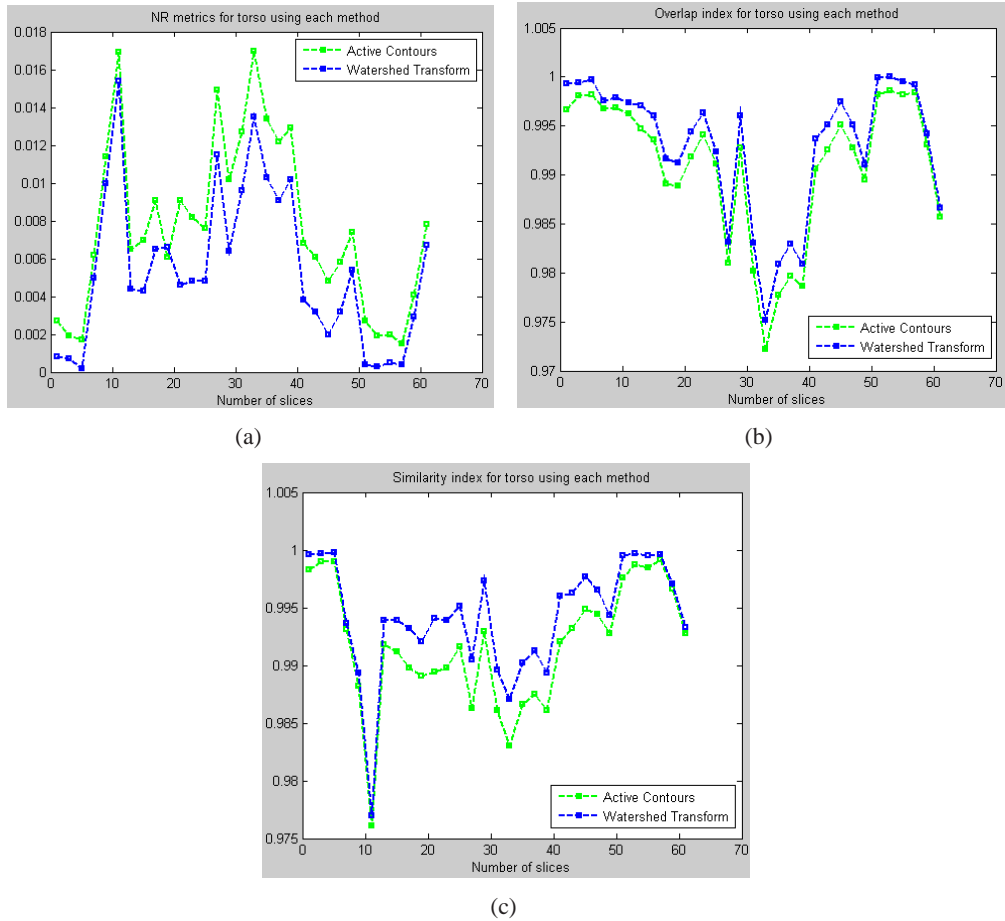 NR metrics for torso using each method
0.018
0.016
0.014
0.012
0.01
0.008
0.006
0.004
0.002
0
0 10 20 30 40 50 60 70
Number of slices
Active Contours
Watershed Transform
(a)
Overlap index for torso using each method
1.005
1
0.995
0.99
0.985
0.98
0.975
0.97
0 10 20 30 40 50 60 70
Number of slices
Active Contours
Watershed Transform
(b)
Similarity index for torso using each method
1.005
1
0.995
0.99
0.985
0.98
0.975
0 10 20 30 40 50 60 70
Number of slices
Active Contours
Watershed Transform
(c)